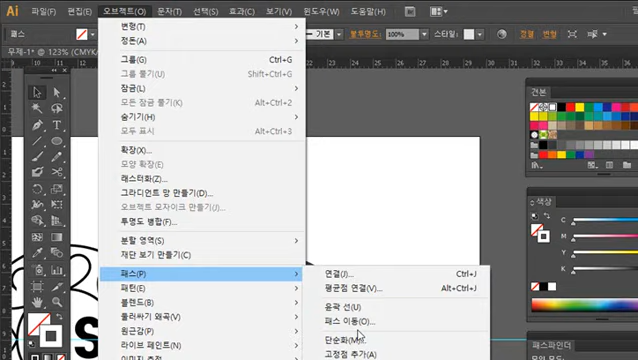 Ai 파일(F) 편집(E) 오브젝트(O) 문자(T) 선택(S) 효과(C) 보기(V) 윈도우(W) 도움말(H)
패스 기본 불투명도: 100% 스타일:
무제-1* @ 123%
변형(T)
정돈(A)
그룹(G) Ctrl+G
그룹 풀기(U) Shift+Ctrl+G
잠금(L)
모든 잠금 풀기(K) Alt+Ctrl+2
숨기기(H)
모두 표시 Alt+Ctrl+3
확장(X)...
모양 확장(E)
래스터화(Z)...
그라디언트 망 만들기(D)...
오브젝트 모자이크 만들기(J)...
투명도 병합(F)...
분할 영역(S)
재단 보기 만들기(C)
패스(P)
패턴(E)
블렌드(B)
둘러싸기 왜곡(V)
원근감(P)
라이브 페인트(N)
이미지 추적
연결(J)... Ctrl+J
평균점 연결(V)... Alt+Ctrl+J
윤곽 선(U)
패스 이동(O)...
단순화(M)...
고정점 추가(A)
견본
색상
C
M
Y
K
패스파인더
모양 모드: